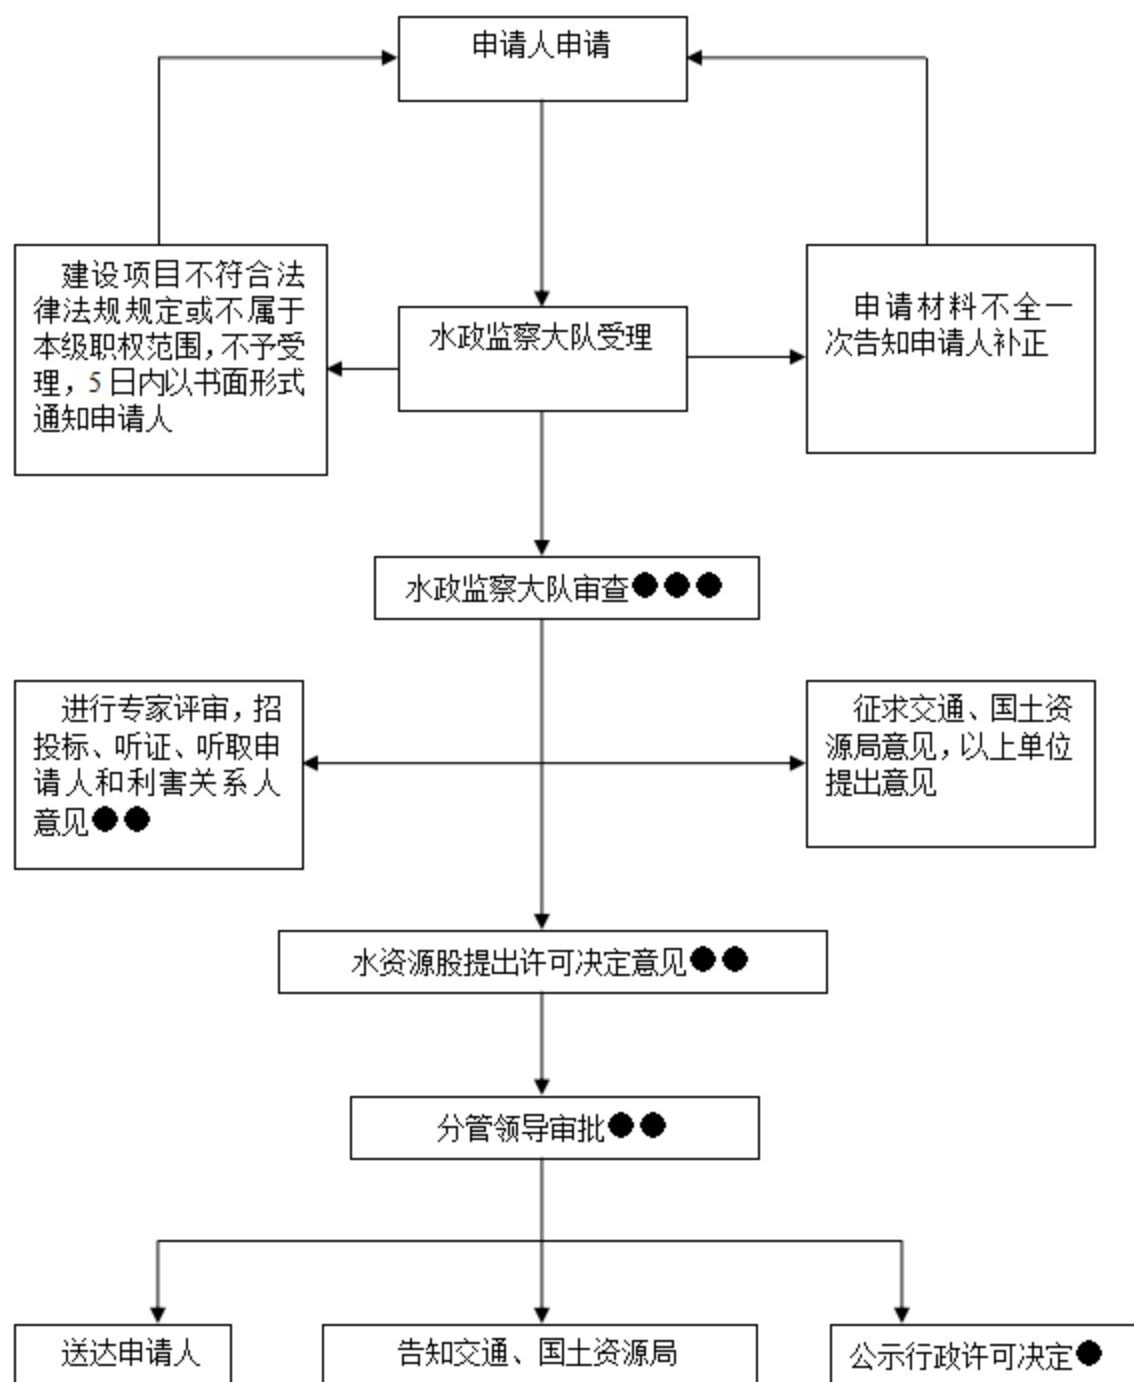 申请人申请
建设项目不符合法
律法规规定或不属于
本级职权范围，不予受
理，5日内以书面形式
通知申请人
水政监察大队受理
申请材料不全一
次告知申请人补正
水政监察大队审查●●●
进行专家评审，招
投标、听证、听取申
请人和利害关系人
意见●●
征求交通、国土资
源局意见，以上单位
提出意见
水资源股提出许可决定意见●●
分管领导审批●●
送达申请人
告知交通、国土资源局
公示行政许可决定●